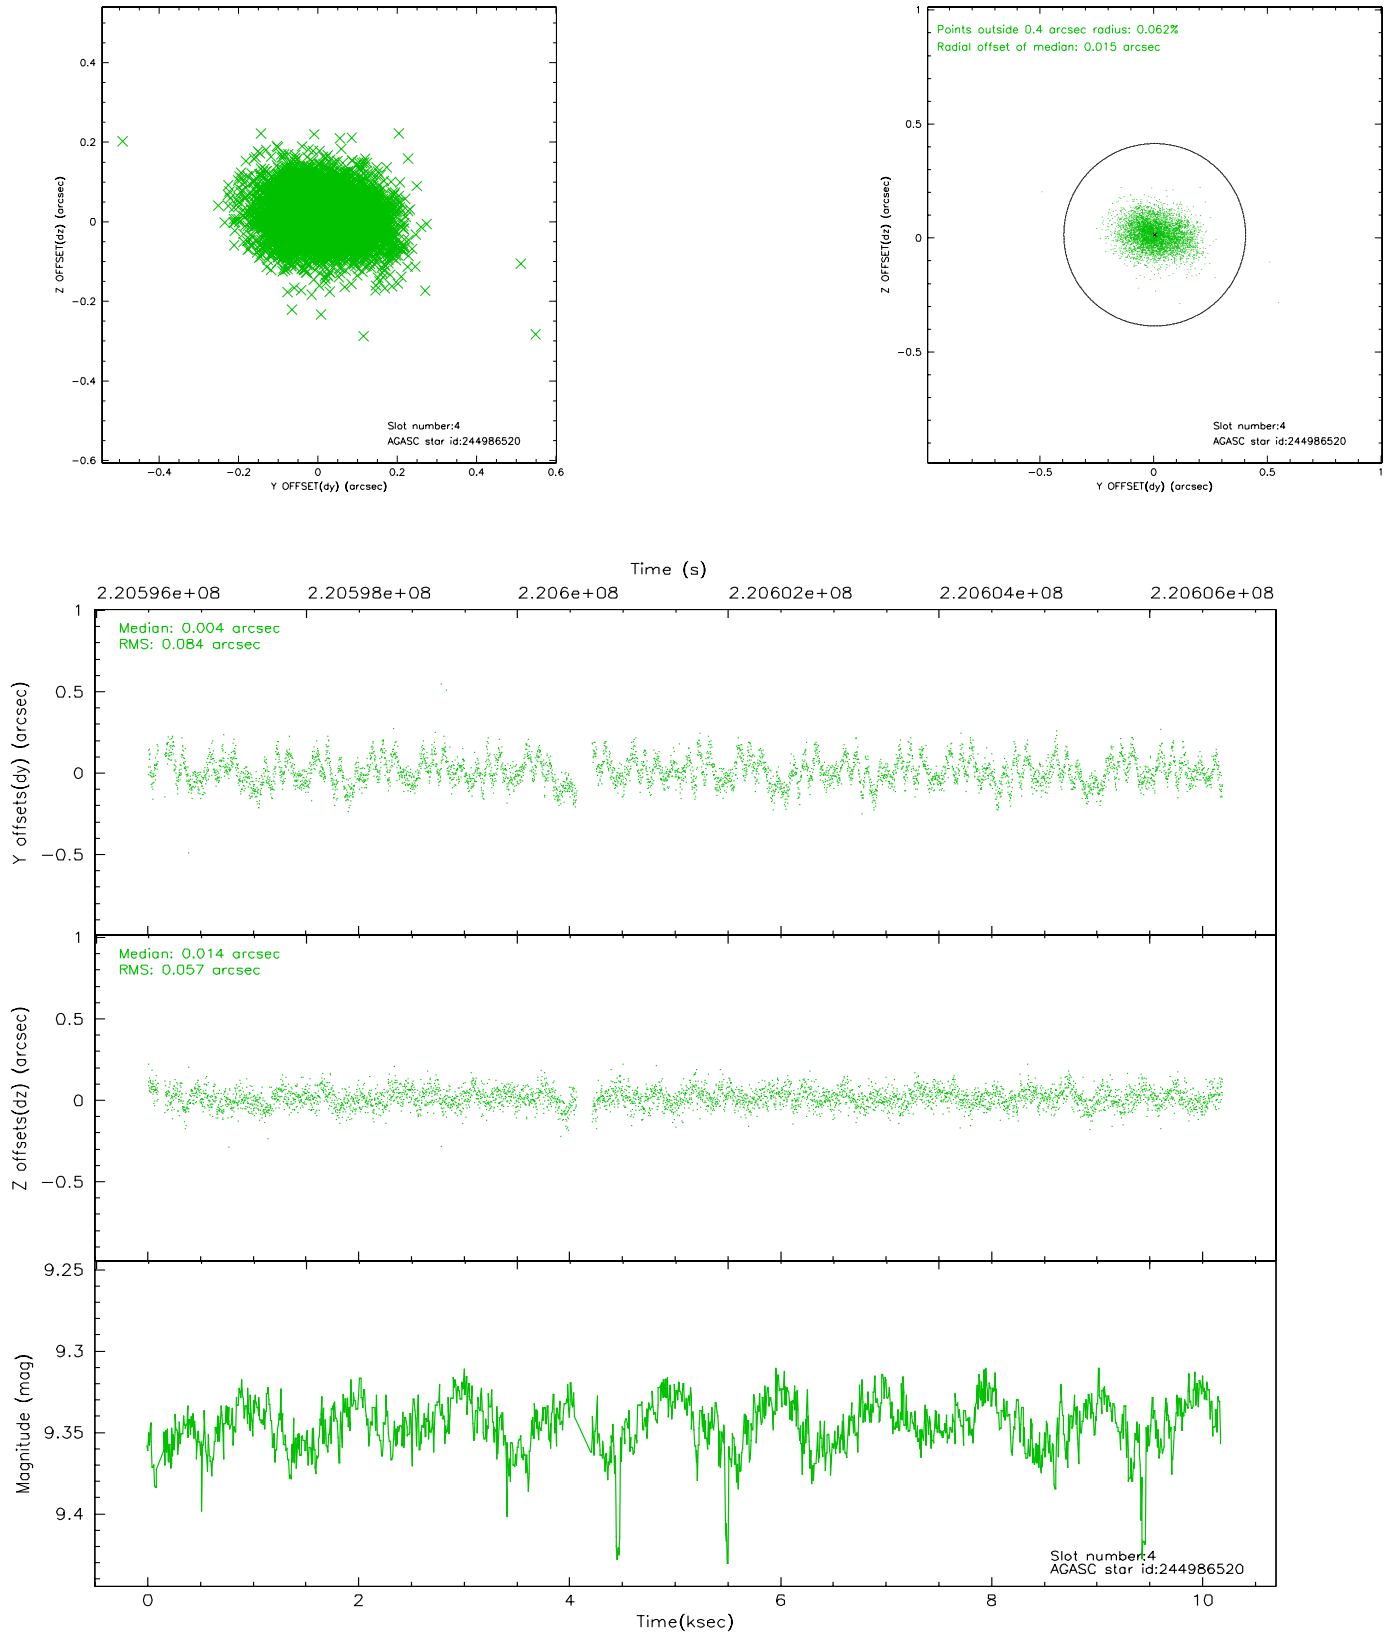 0.4
0.2
0
-0.2
-0.4
-0.6
-0.4
-0.2
0
0.2
0.4
0.6
Z OFFSET(dz) (arcsec)
Y OFFSET(dy) (arcsec)
Slot number:4
AGASC star id:244986520
Points outside 0.4 arcsec radius: 0.062%
Radial offset of median: 0.015 arcsec
1
0.5
0
-0.5
-0.5
0
0.5
1
Z OFFSET(dz) (arcsec)
Y OFFSET(dy) (arcsec)
Slot number:4
AGASC star id:244986520
Time (s)
2.20596e+08 2.20598e+08 2.206e+08 2.20602e+08 2.20604e+08 2.20606e+08
Median: 0.004 arcsec
RMS: 0.084 arcsec
1
0.5
0
-0.5
Y offsets(dy) (arcsec)
Median: 0.014 arcsec
RMS: 0.057 arcsec
1
0.5
0
-0.5
Z offsets(dz) (arcsec)
9.25
9.3
9.35
9.4
Magnitude (mag)
Slot number:4
AGASC star id:244986520
0 2 4 6 8 10
Time(ksec)